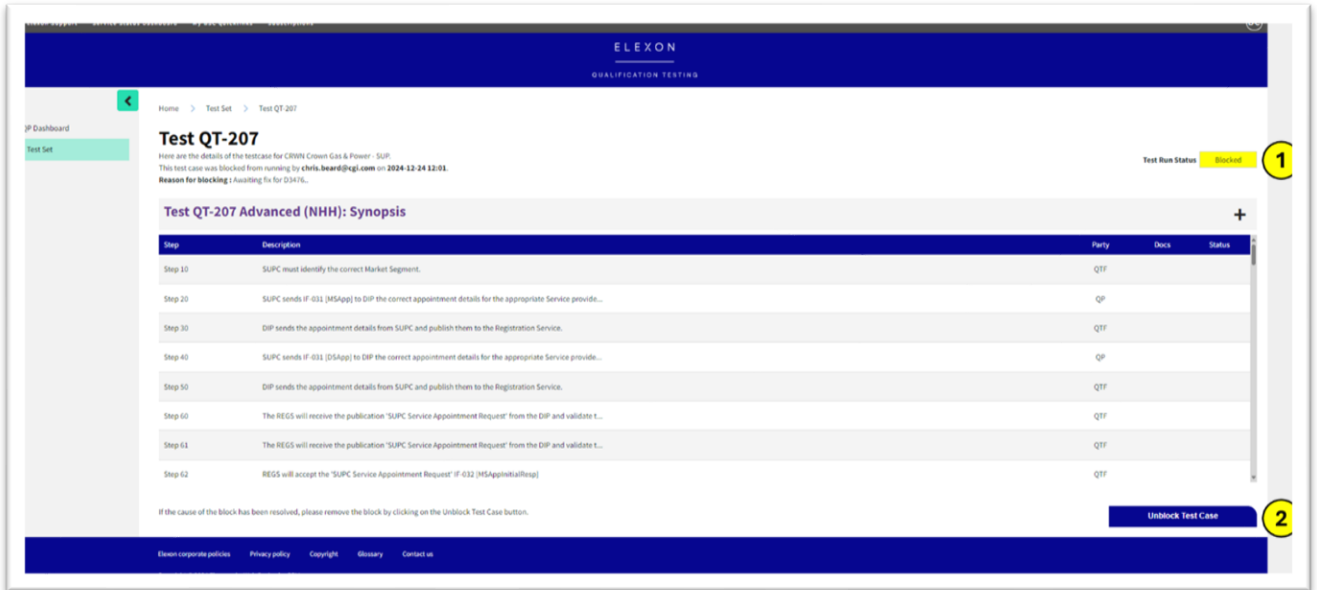 Elexon Support Service Status Dashboard My BSC Quicklinks Subscriptions
ELEXON
QUALIFICATION TESTING
Home > Test Set > Test QT-207
QP Dashboard
Test Set
Test QT-207
Here are the details of the testcase for CRWN Crown Gas & Power - SUP.
This test case was blocked from running by chris.beard@cgi.com on 2024-12-24 12:01.
Reason for blocking : Awaiting fix for D3476..
Test Run Status Blocked
1
Test QT-207 Advanced (NHH): Synopsis +
Step Description Party Docs Status
Step 10 SUPC must identify the correct Market Segment. QTF
Step 20 SUPC sends IF-031 [MSApp] to DIP the correct appointment details for the appropriate Service provide... QP
Step 30 DIP sends the appointment details from SUPC and publish them to the Registration Service. QTF
Step 40 SUPC sends IF-031 [DSApp] to DIP the correct appointment details for the appropriate Service provide... QP
Step 50 DIP sends the appointment details from SUPC and publish them to the Registration Service. QTF
Step 60 The REGS will receive the publication 'SUPC Service Appointment Request' from the DIP and validate t... QTF
Step 61 The REGS will receive the publication 'SUPC Service Appointment Request' from the DIP and validate t... QTF
Step 62 REGS will accept the 'SUPC Service Appointment Request' IF-032 [MSAppInitialResp] QTF
If the cause of the block has been resolved, please remove the block by clicking on the Unblock Test Case button.
Unblock Test Case
2
Elexon corporate policies Privacy policy Copyright Glossary Contact us